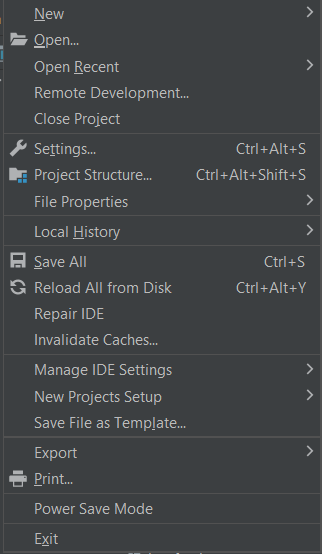 New
Open...
Open Recent
Remote Development...
Close Project
Settings... Ctrl+Alt+S
Project Structure... Ctrl+Alt+Shift+S
File Properties
Local History
Save All Ctrl+S
Reload All from Disk Ctrl+Alt+Y
Repair IDE
Invalidate Caches...
Manage IDE Settings
New Projects Setup
Save File as Template...
Export
Print...
Power Save Mode
Exit